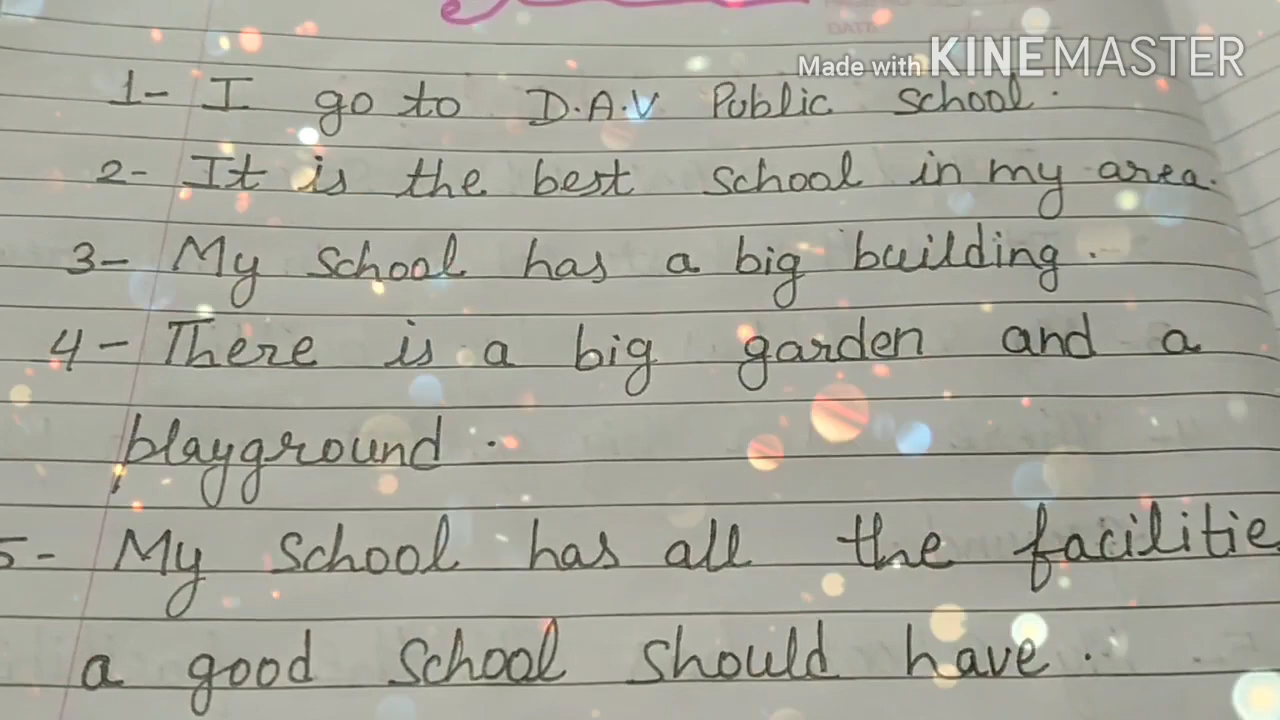 DATE
Made with KINEMASTER
1- I go to D.A.V Public school.
2- It is the best school in my area.
3- My school has a big building.
4- There is a big garden and a
playground.
5- My school has all the facilitie
a good school should have.